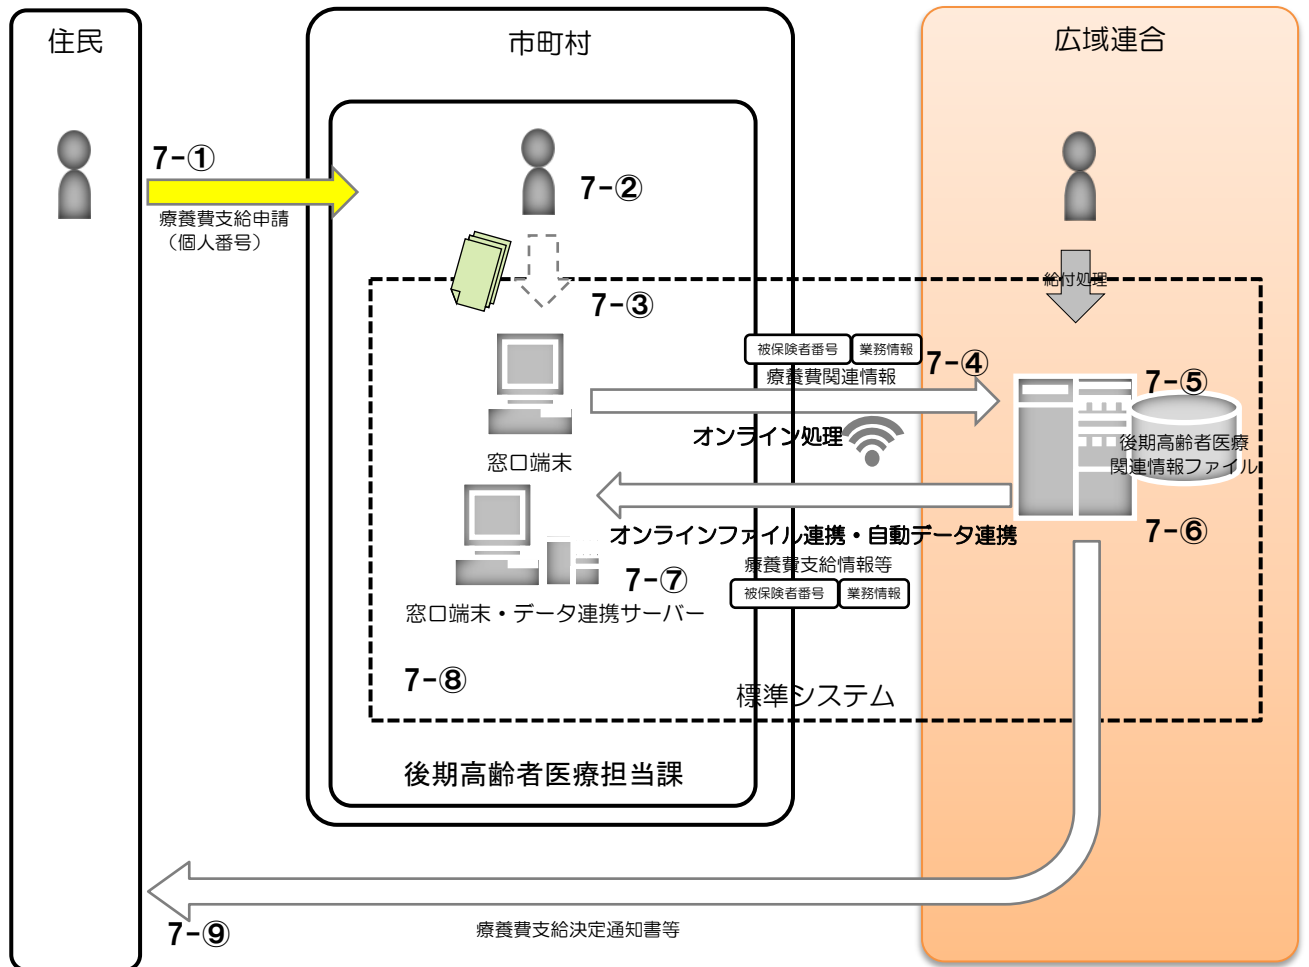 住民
市町村
広域連合
7-①
療養費支給申請
（個人番号）
7-②
7-③
給付処理
被保険者番号
業務情報
療養費関連情報
7-④
7-⑤
オンライン処理
後期高齢者医療
関連情報ファイル
窓口端末
オンラインファイル連携・自動データ連携
7-⑥
療養費支給情報等
被保険者番号
業務情報
7-⑦
窓口端末・データ連携サーバー
7-⑧
標準システム
後期高齢者医療担当課
7-⑨
療養費支給決定通知書等